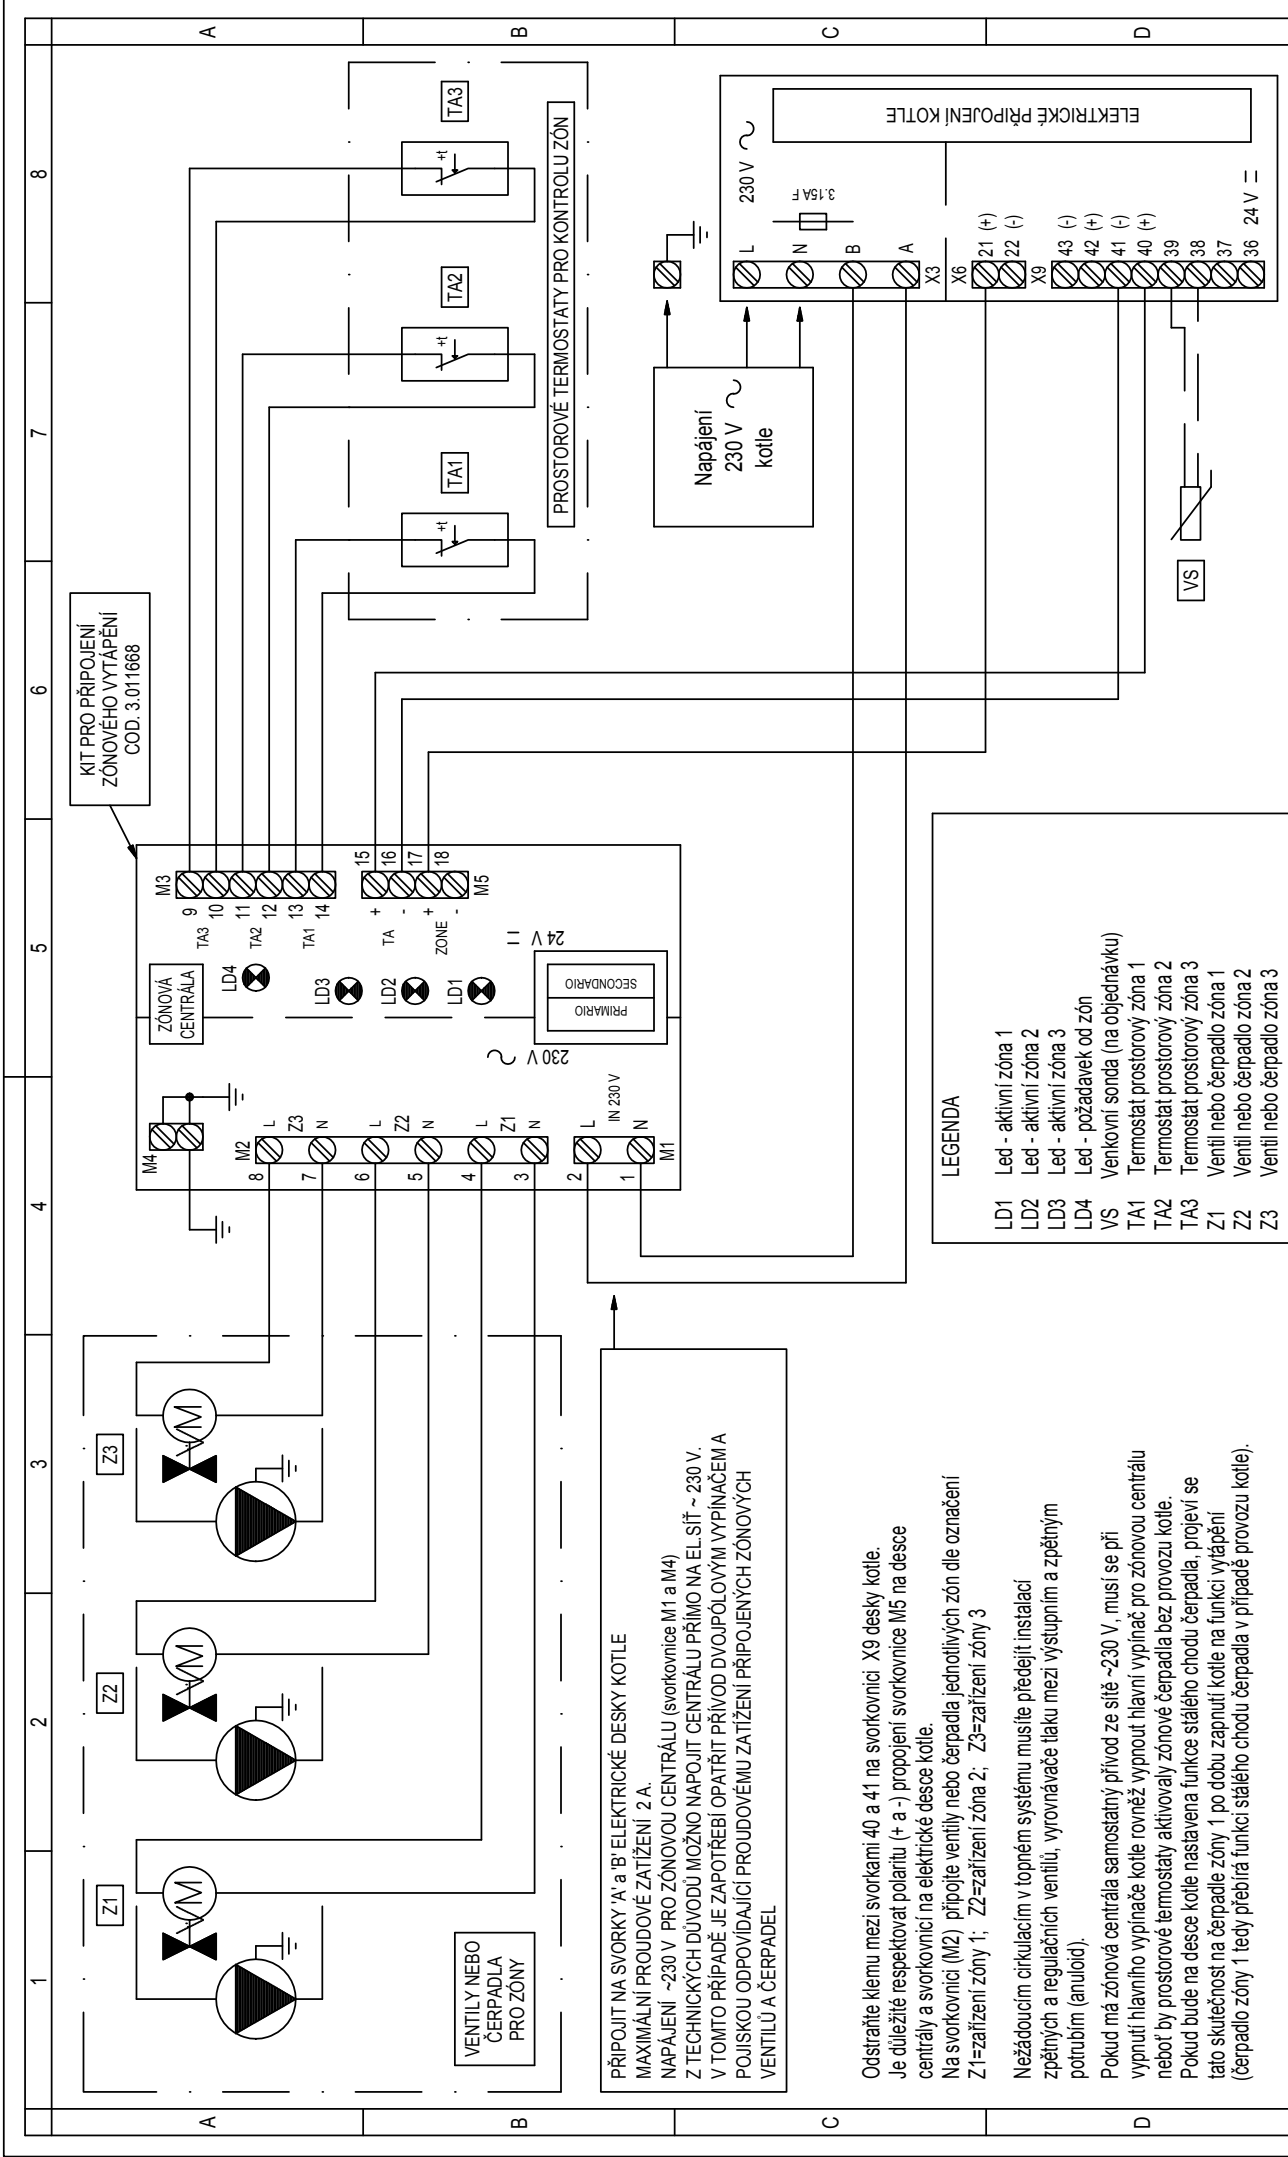 1
2
3
4
5
6
7
8
A
B
C
D
A
B
C
D
Z1
Z2
Z3
M
M
M
VENTILY NEBO
ČERPADLA
PRO ZÓNY
KIT PRO PŘIPOJENÍ
ZÓNOVÉHO VYTÁPĚNÍ
COD. 3.011668
M4
M2
8
7
6
5
4
3
2
1
L
Z3
N
L
Z2
N
L
Z1
N
L
IN 230 V
N
M1
ZÓNOVÁ
CENTRÁLA
LD4
LD3
LD2
LD1
230 V
24 V
PRIMARIO
SECONDARIO
M3
9
10
11
12
13
14
TA3
TA2
TA1
15
16
17
18
+
-
+
-
TA
ZONE
M5
TA1
TA2
TA3
+t
+t
+t
PROSTOROVÉ TERMOSTATY PRO KONTROLU ZÓN
Napájení
230 V
kotle
L
N
B
A
X3
230 V
3.15A F
X6
21 (+)
22 (-)
X9
43 (-)
42 (+)
41 (-)
40 (+)
39
38
37
36
24 V
ELEKTRICKÉ PŘIPOJENÍ KOTLE
VS
PŘIPOJIT NA SVORKY 'A' a 'B' ELEKTRICKÉ DESKY KOTLE
MAXIMÁLNÍ PROUDOVÉ ZATÍŽENÍ 2 A.
NAPÁJENÍ ~230 V PRO ZÓNOVOU CENTRÁLU (svorkovnice M1 a M4)
Z TECHNICKÝCH DŮVODŮ MOŽNO NAPOJIT CENTRÁLU PŘÍMO NA EL.SÍŤ ~ 230 V.
V TOMTO PŘÍPADĚ JE ZAPOTŘEBÍ OPATŘIT PŘÍVOD DVOJPÓLOVÝM VYPÍNAČEM A
POJISKOU ODPOVÍDAJÍCÍ PROUDOVÉMU ZATÍŽENÍ PŘIPOJENÝCH ZÓNOVÝCH
VENTILŮ A ČERPADEL
Odstraňte klemu mezi svorkami 40 a 41 na svorkovnici X9 desky kotle.
Je důležité respektovat polaritu (+ a -) propojení svorkovnice M5 na desce
centrály a svorkovnicí na elektrické desce kotle.
Na svorkovnici (M2) připojte ventily nebo čerpadla jednotlivých zón dle označení
Z1=zařízení zóny 1; Z2=zařízení zóna 2; Z3=zařízení zóny 3
Nežádoucím cirkulacím v topném systému musíte předejít instalací
zpětných a regulačních ventilů, vyrovnávače tlaku mezi výstupním a zpětným
potrubím (anuloid).
Pokud má zónová centrála samostatný přívod ze sítě ~230 V, musí se při
vypnutí hlavního vypínače kotle rovněž vypnout hlavní vypínač pro zónovou centrálu
neboť by prostorové termostaty aktivovaly zónové čerpadla bez provozu kotle.
Pokud bude na desce kotle nastavena funkce stálého chodu čerpadla, projeví se
tato skutečnost na čerpadle zóny 1 po dobu zapnutí kotle na funkci vytápění
(čerpadlo zóny 1 tedy přebírá funkci stálého chodu čerpadla v případě provozu kotle).
LEGENDA
LD1 Led - aktivní zóna 1
LD2 Led - aktivní zóna 2
LD3 Led - aktivní zóna 3
LD4 Led - požadavek od zón
VS Venkovní sonda (na objednávku)
TA1 Termostat prostorový zóna 1
TA2 Termostat prostorový zóna 2
TA3 Termostat prostorový zóna 3
Z1 Ventil nebo čerpadlo zóna 1
Z2 Ventil nebo čerpadlo zóna 2
Z3 Ventil nebo čerpadlo zóna 3